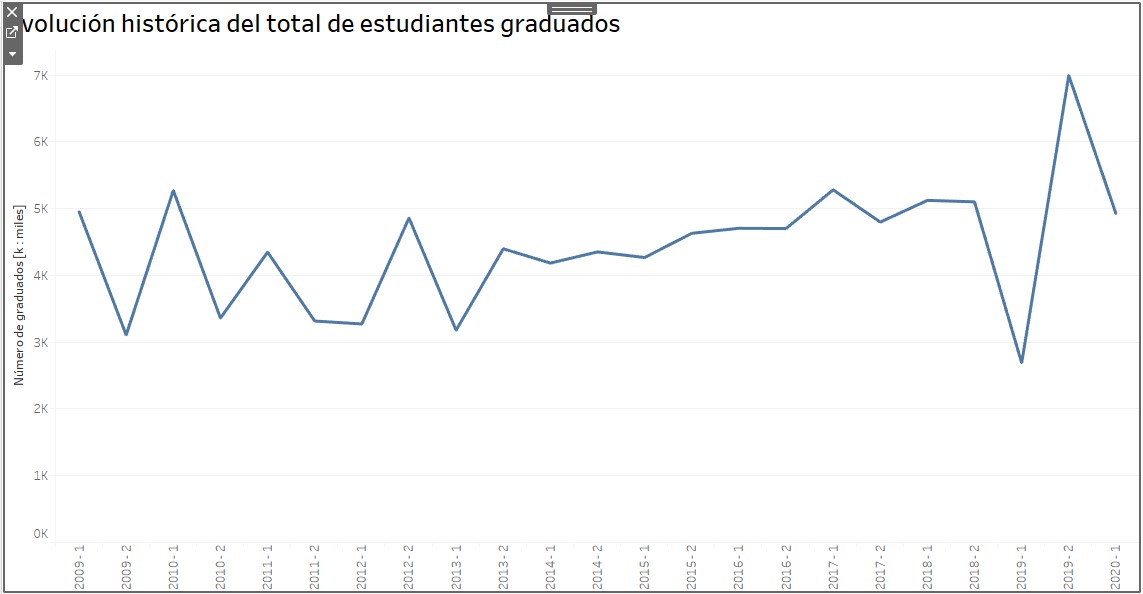 volución histórica del total de estudiantes graduados
7K
6K
5K
4K
3K
2K
1K
0K
Número de graduados [k : miles]
2009- 1
2009- 2
2010- 1
2010- 2
2011- 1
2011- 2
2012- 1
2012- 2
2013- 1
2013- 2
2014- 1
2014- 2
2015- 1
2015- 2
2016- 1
2016- 2
2017- 1
2017- 2
2018- 1
2018- 2
2019- 1
2019- 2
2020- 1